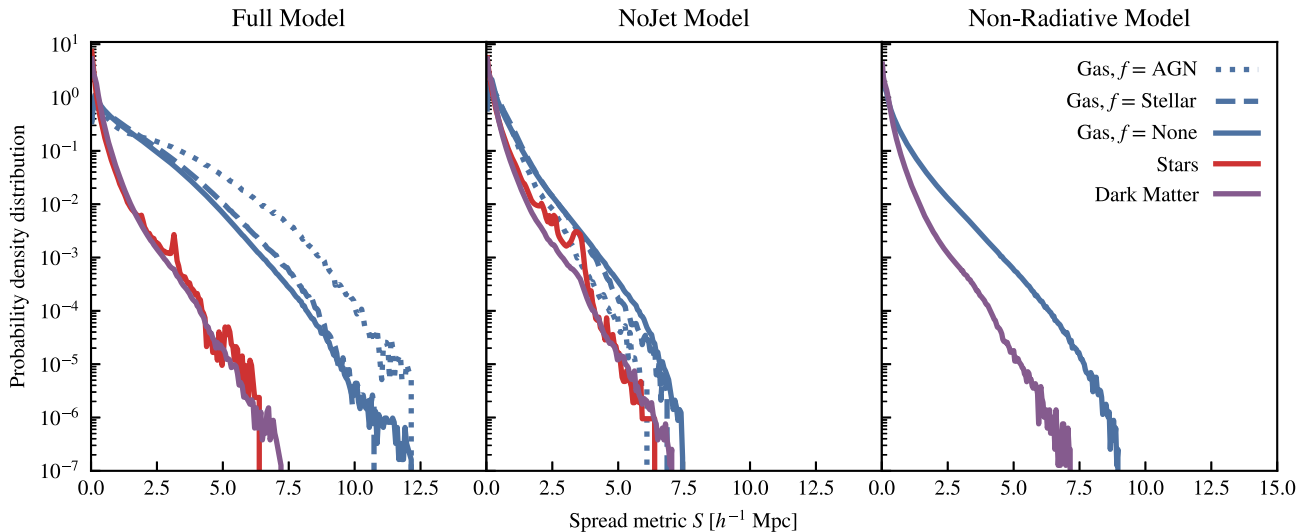 Full Model
NoJet Model
Non-Radiative Model
Probability density distribution
10^1
10^0
10^-1
10^-2
10^-3
10^-4
10^-5
10^-6
10^-7
Gas, f = AGN
Gas, f = Stellar
Gas, f = None
Stars
Dark Matter
0.0 2.5 5.0 7.5 10.0 12.5
0.0 2.5 5.0 7.5 10.0 12.5
0.0 2.5 5.0 7.5 10.0 12.5 15.0
Spread metric S [h^-1 Mpc]